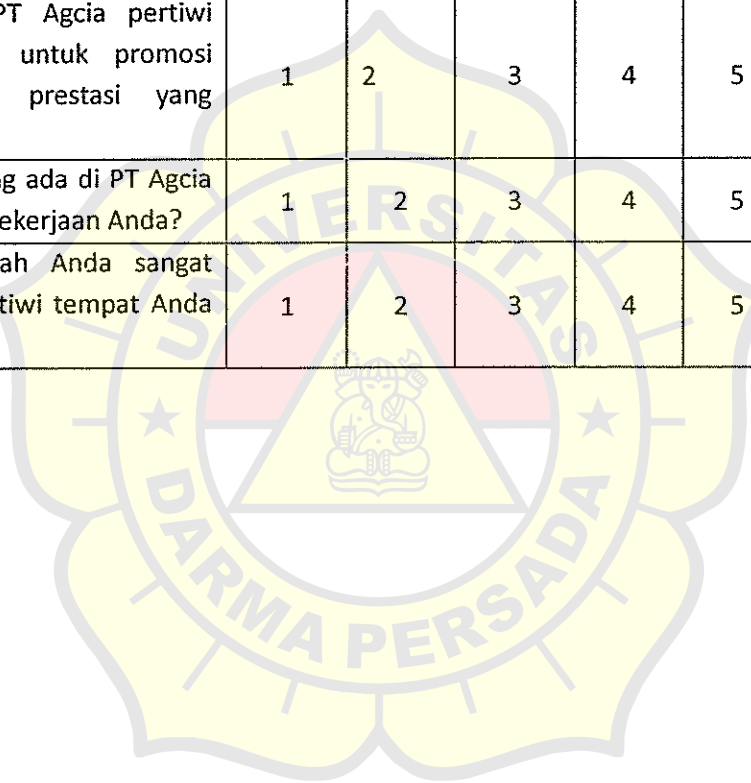 PT Agcia pertiwi
untuk promosi
prestasi yang
1 2 3 4 5
ng ada di PT Agcia
ekerjaan Anda?
1 2 3 4 5
ah Anda sangat
tiwi tempat Anda
1 2 3 4 5
UNIVERSITAS
DARMA PERSADA